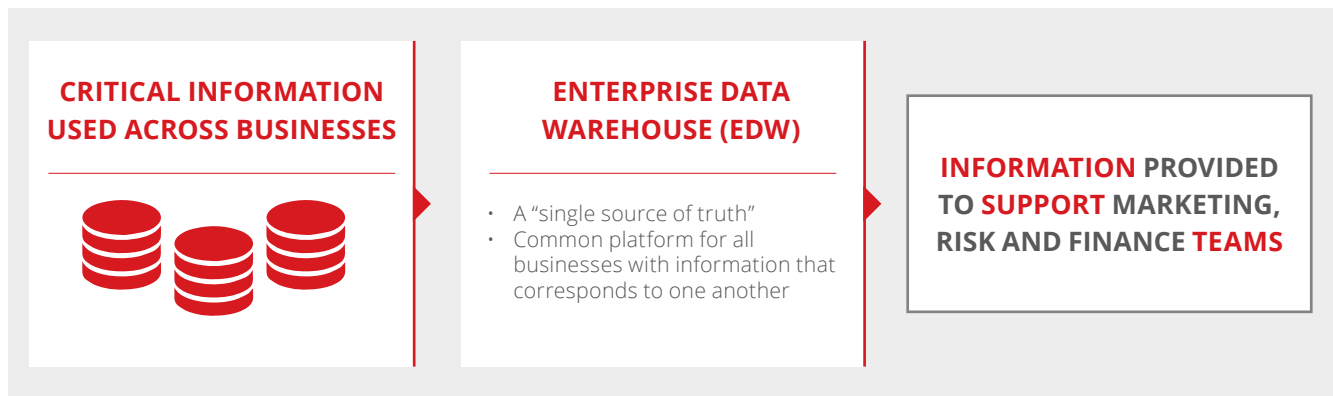 CRITICAL INFORMATION
USED ACROSS BUSINESSES
ENTERPRISE DATA
WAREHOUSE (EDW)
• A “single source of truth”
• Common platform for all
businesses with information that
corresponds to one another
INFORMATION PROVIDED
TO SUPPORT MARKETING,
RISK AND FINANCE TEAMS